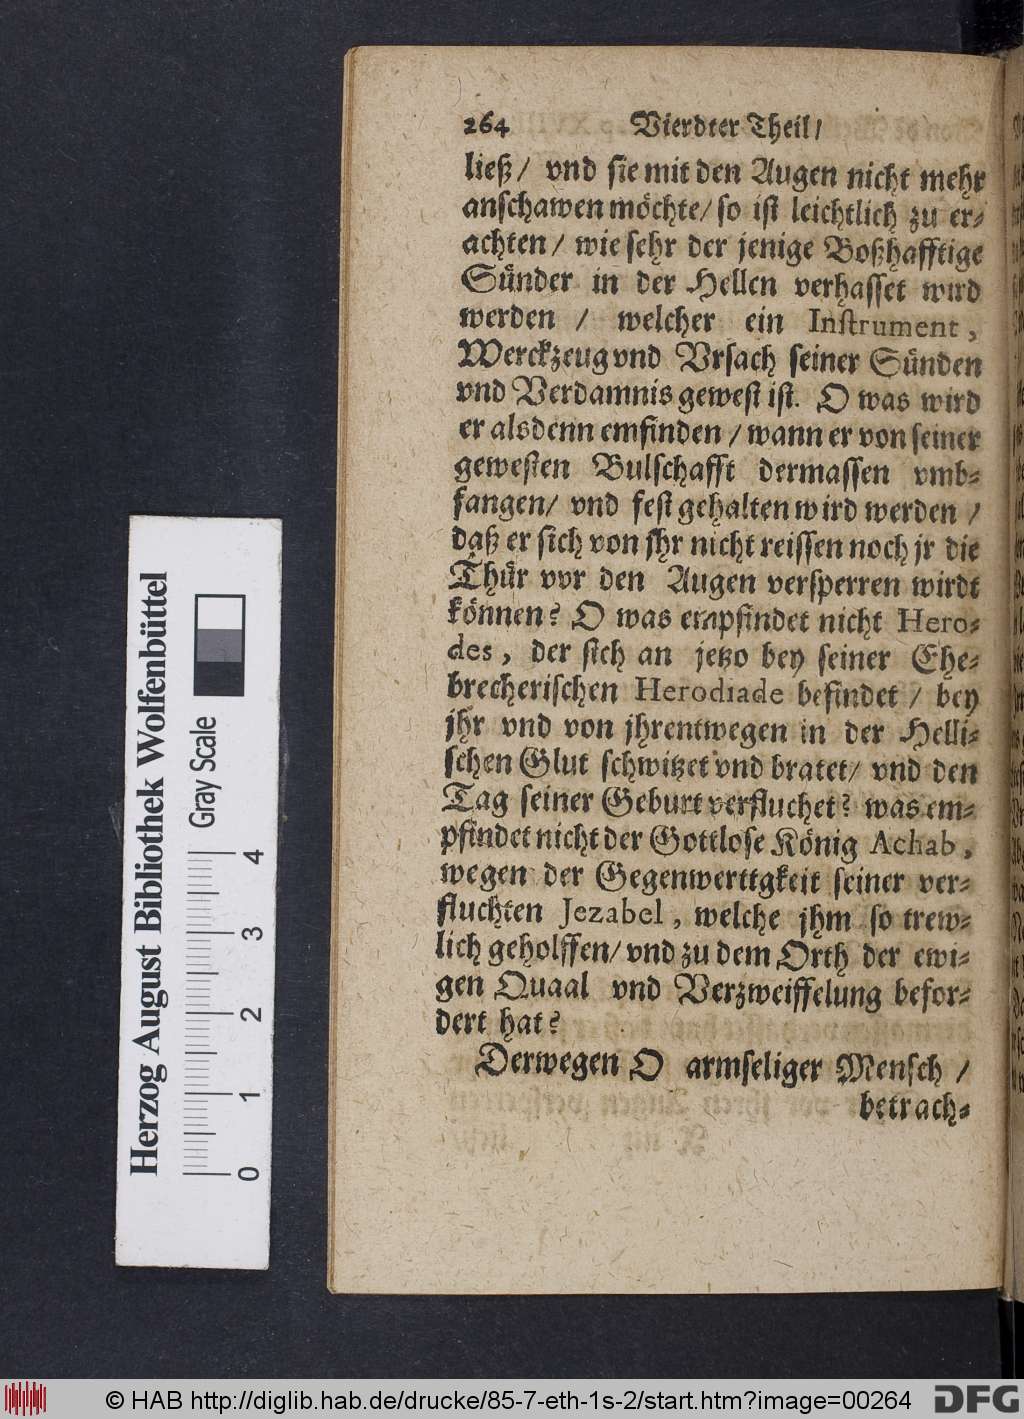 264 Vierdter Theil/
ließ/ vnd sie mit den Augen nicht mehr
anschawen möchte/ so ist leichtlich zu er-
achten/ wie sehr der jenige Boßhafftige
Sünder in der Hellen verhasset wird
werden / welcher ein Instrument,
Werckzeug vnd Vrsach seiner Sünden
vnd Verdamnis gewest ist. O was wird
er alsdenn emfinden / wann er von seiner
gewesten Bulschafft dermassen vmb-
fangen/ vnd fest gehalten wird werden /
daß er sich von jhr nicht reissen noch jr die
Thür vor den Augen versperren wirdt
können? O was empfindet nicht Hero-
des, der sich an jetzo bey seiner Ehe-
brecherischen Herodiade befindet / bey
jhr vnd von jhrentwegen in der Helli-
schen Glut schwitzet vnd bratet/ vnd den
Tag seiner Geburt verfluchet? was em-
pfindet nicht der Gottlose König Achab,
wegen der Gegenwerttgkeit seiner ver-
fluchten Jezabel, welche jhm so trew-
lich geholffen/ vnd zu dem Orth der ewi-
gen Quaal vnd Verzweiffelung befor-
dert hat?
Derwegen O armseliger Mensch /
betrach-
Herzog August Bibliothek Wolfenbüttel
Gray Scale
0 1 2 3 4
© HAB http://diglib.hab.de/drucke/85-7-eth-1s-2/start.htm?image=00264
DFG